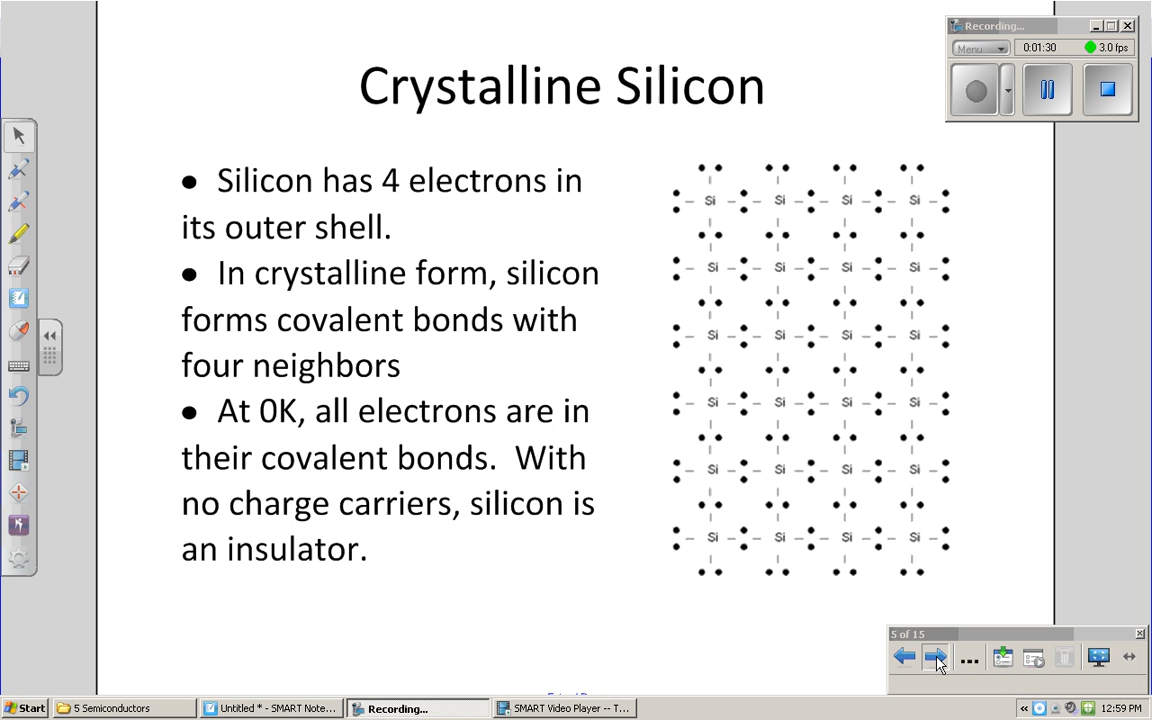 Recording...
Menu
0:01:30
3.0 fps
Crystalline Silicon
• Silicon has 4 electrons in
its outer shell.
• In crystalline form, silicon
forms covalent bonds with
four neighbors
• At 0K, all electrons are in
their covalent bonds. With
no charge carriers, silicon is
an insulator.
Si Si Si Si
Si Si Si Si
Si Si Si Si
Si Si Si Si
Si Si Si Si
Si Si Si Si
5 of 15
Start
5 Semiconductors
Untitled * - SMART Note...
Recording...
SMART Video Player -- T...
12:59 PM